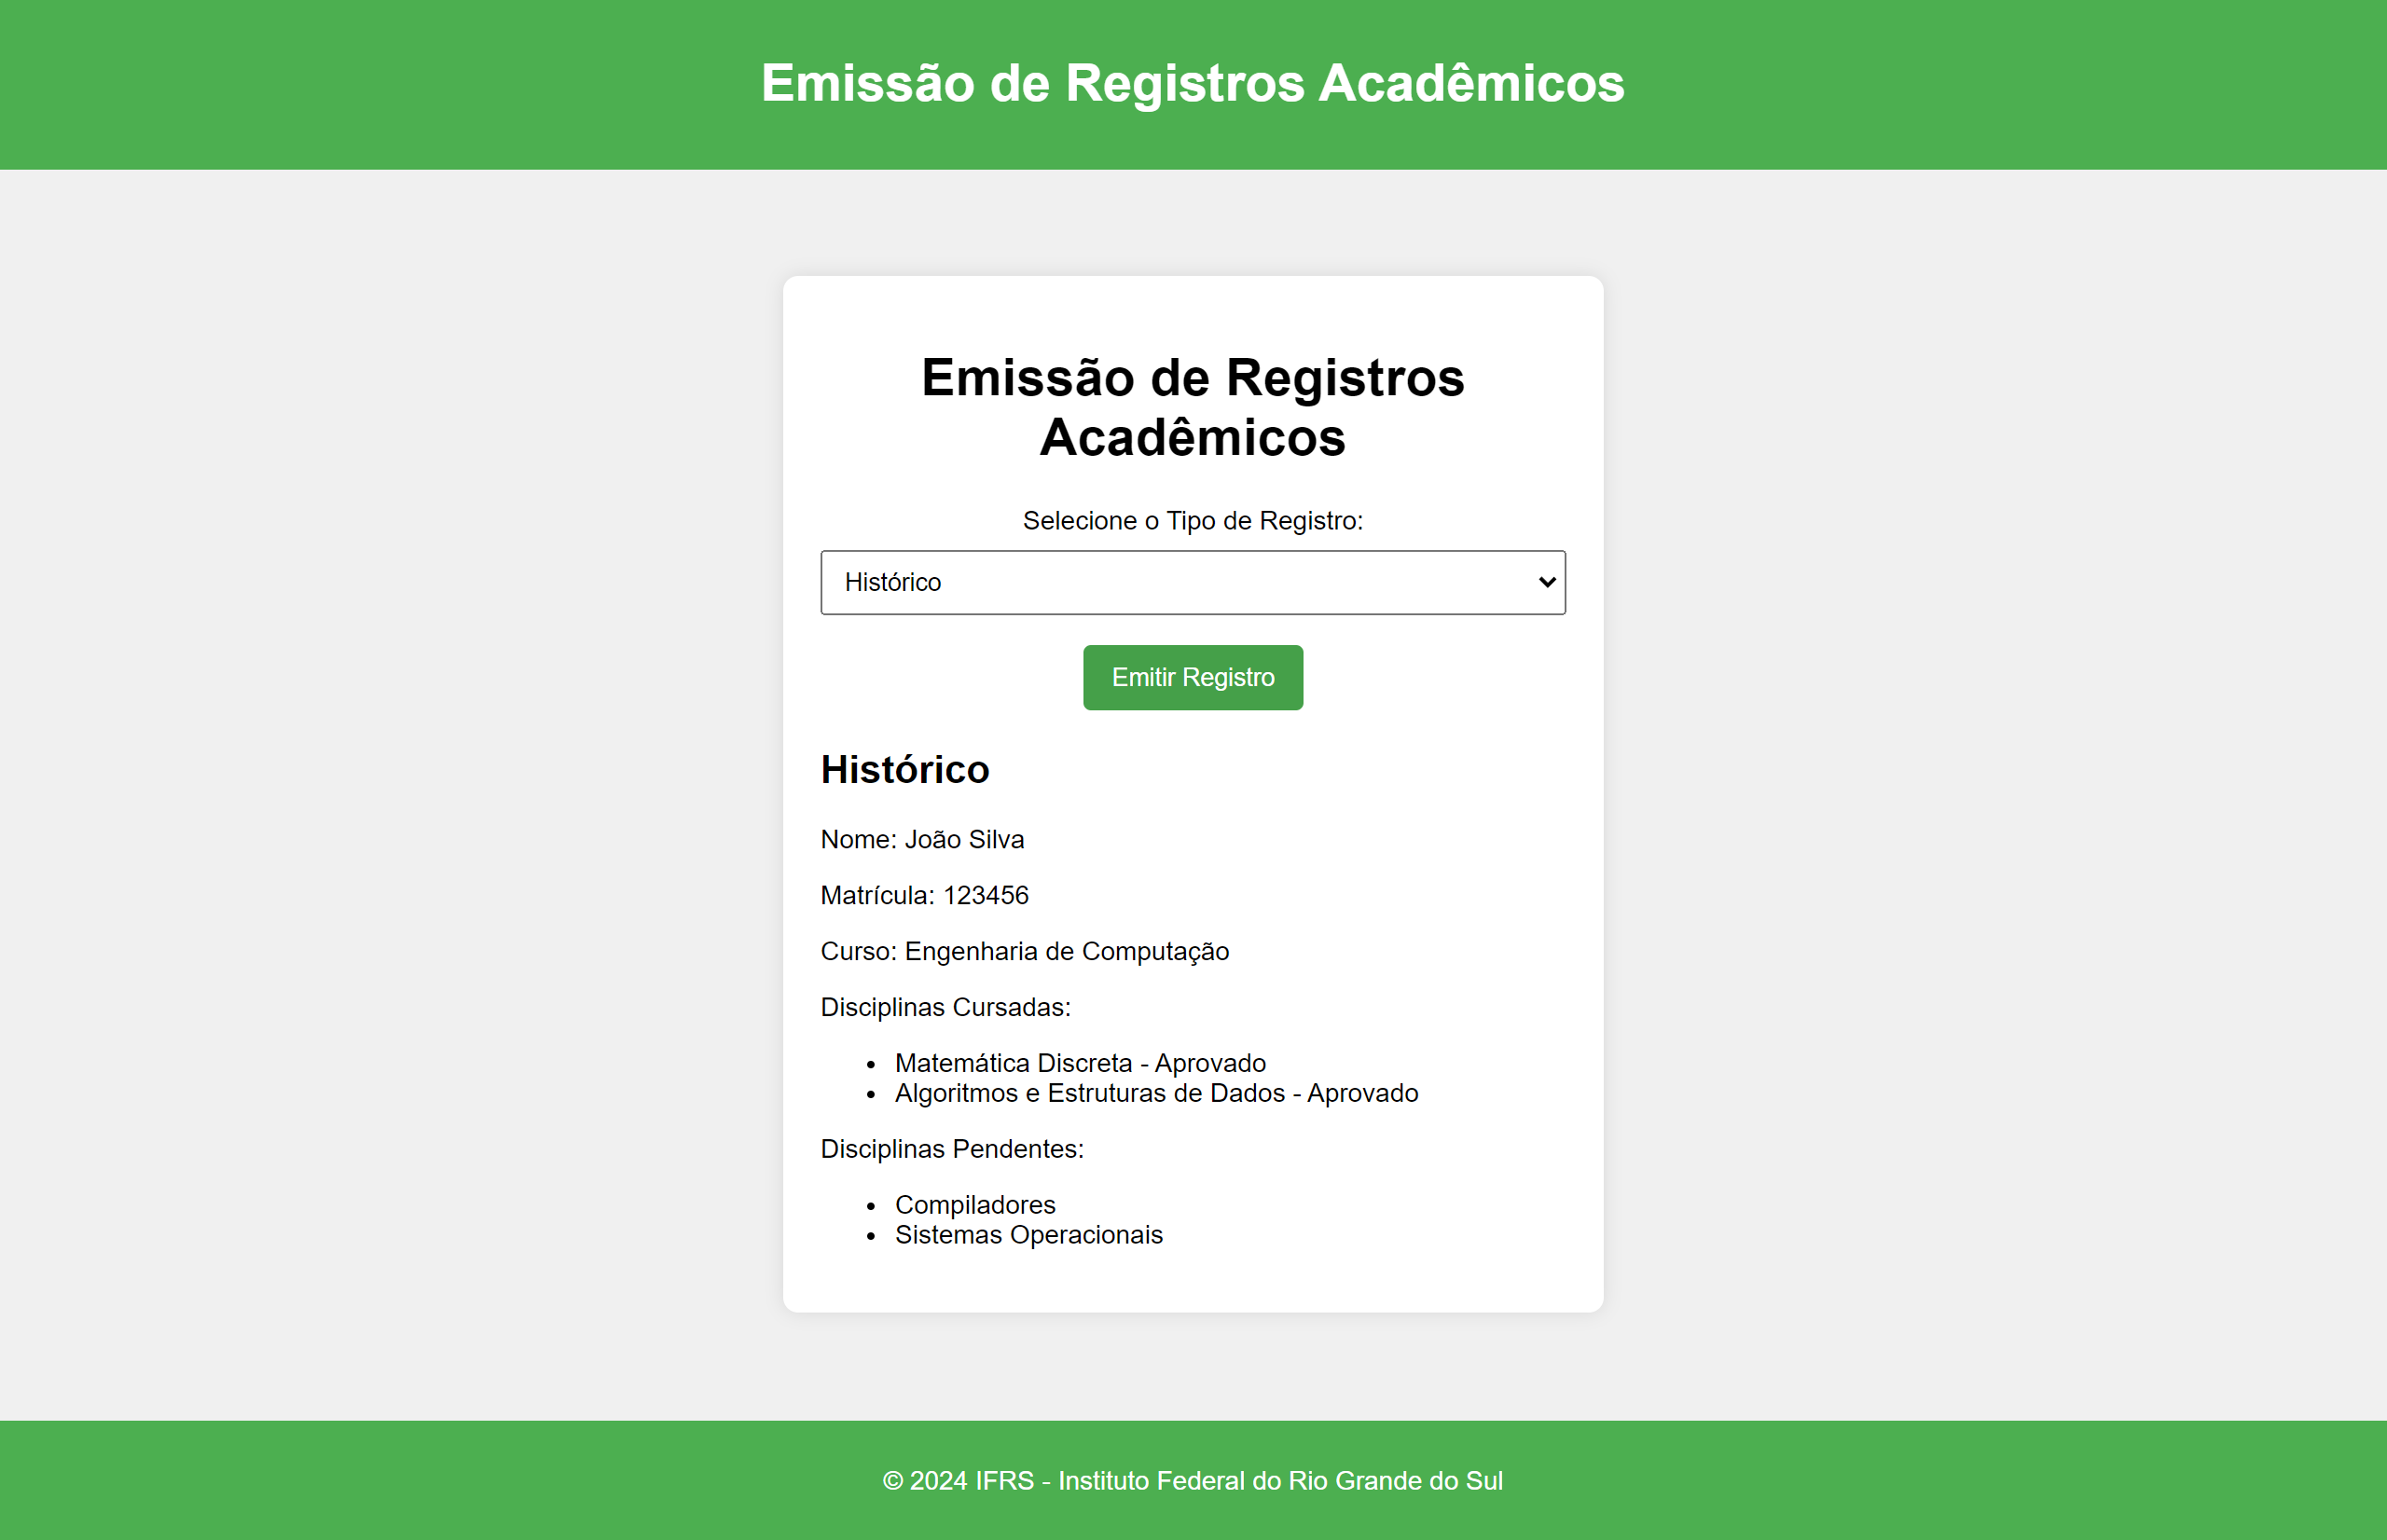 Emissão de Registros Acadêmicos
Emissão de Registros
Acadêmicos
Selecione o Tipo de Registro:
Histórico
Emitir Registro
Histórico
Nome: João Silva
Matrícula: 123456
Curso: Engenharia de Computação
Disciplinas Cursadas:
• Matemática Discreta - Aprovado
• Algoritmos e Estruturas de Dados - Aprovado
Disciplinas Pendentes:
• Compiladores
• Sistemas Operacionais
© 2024 IFRS - Instituto Federal do Rio Grande do Sul